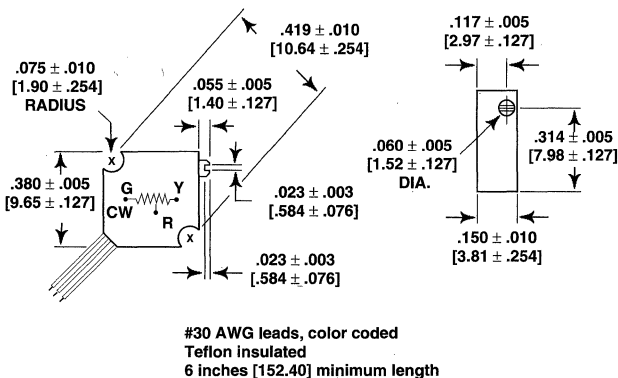 .419 ± .010
[10.64 ± .254]
.117 ± .005
[2.97 ± .127]
.075 ± .010
[1.90 ± .254]
RADIUS
.055 ± .005
[1.40 ± .127]
x
.060 ± .005
[1.52 ± .127]
DIA.
.314 ± .005
[7.98 ± .127]
.380 ± .005
[9.65 ± .127]
G
Y
CW
R
x
.023 ± .003
[.584 ± .076]
.150 ± .010
[3.81 ± .254]
.023 ± .003
[.584 ± .076]
#30 AWG leads, color coded
Teflon insulated
6 inches [152.40] minimum length